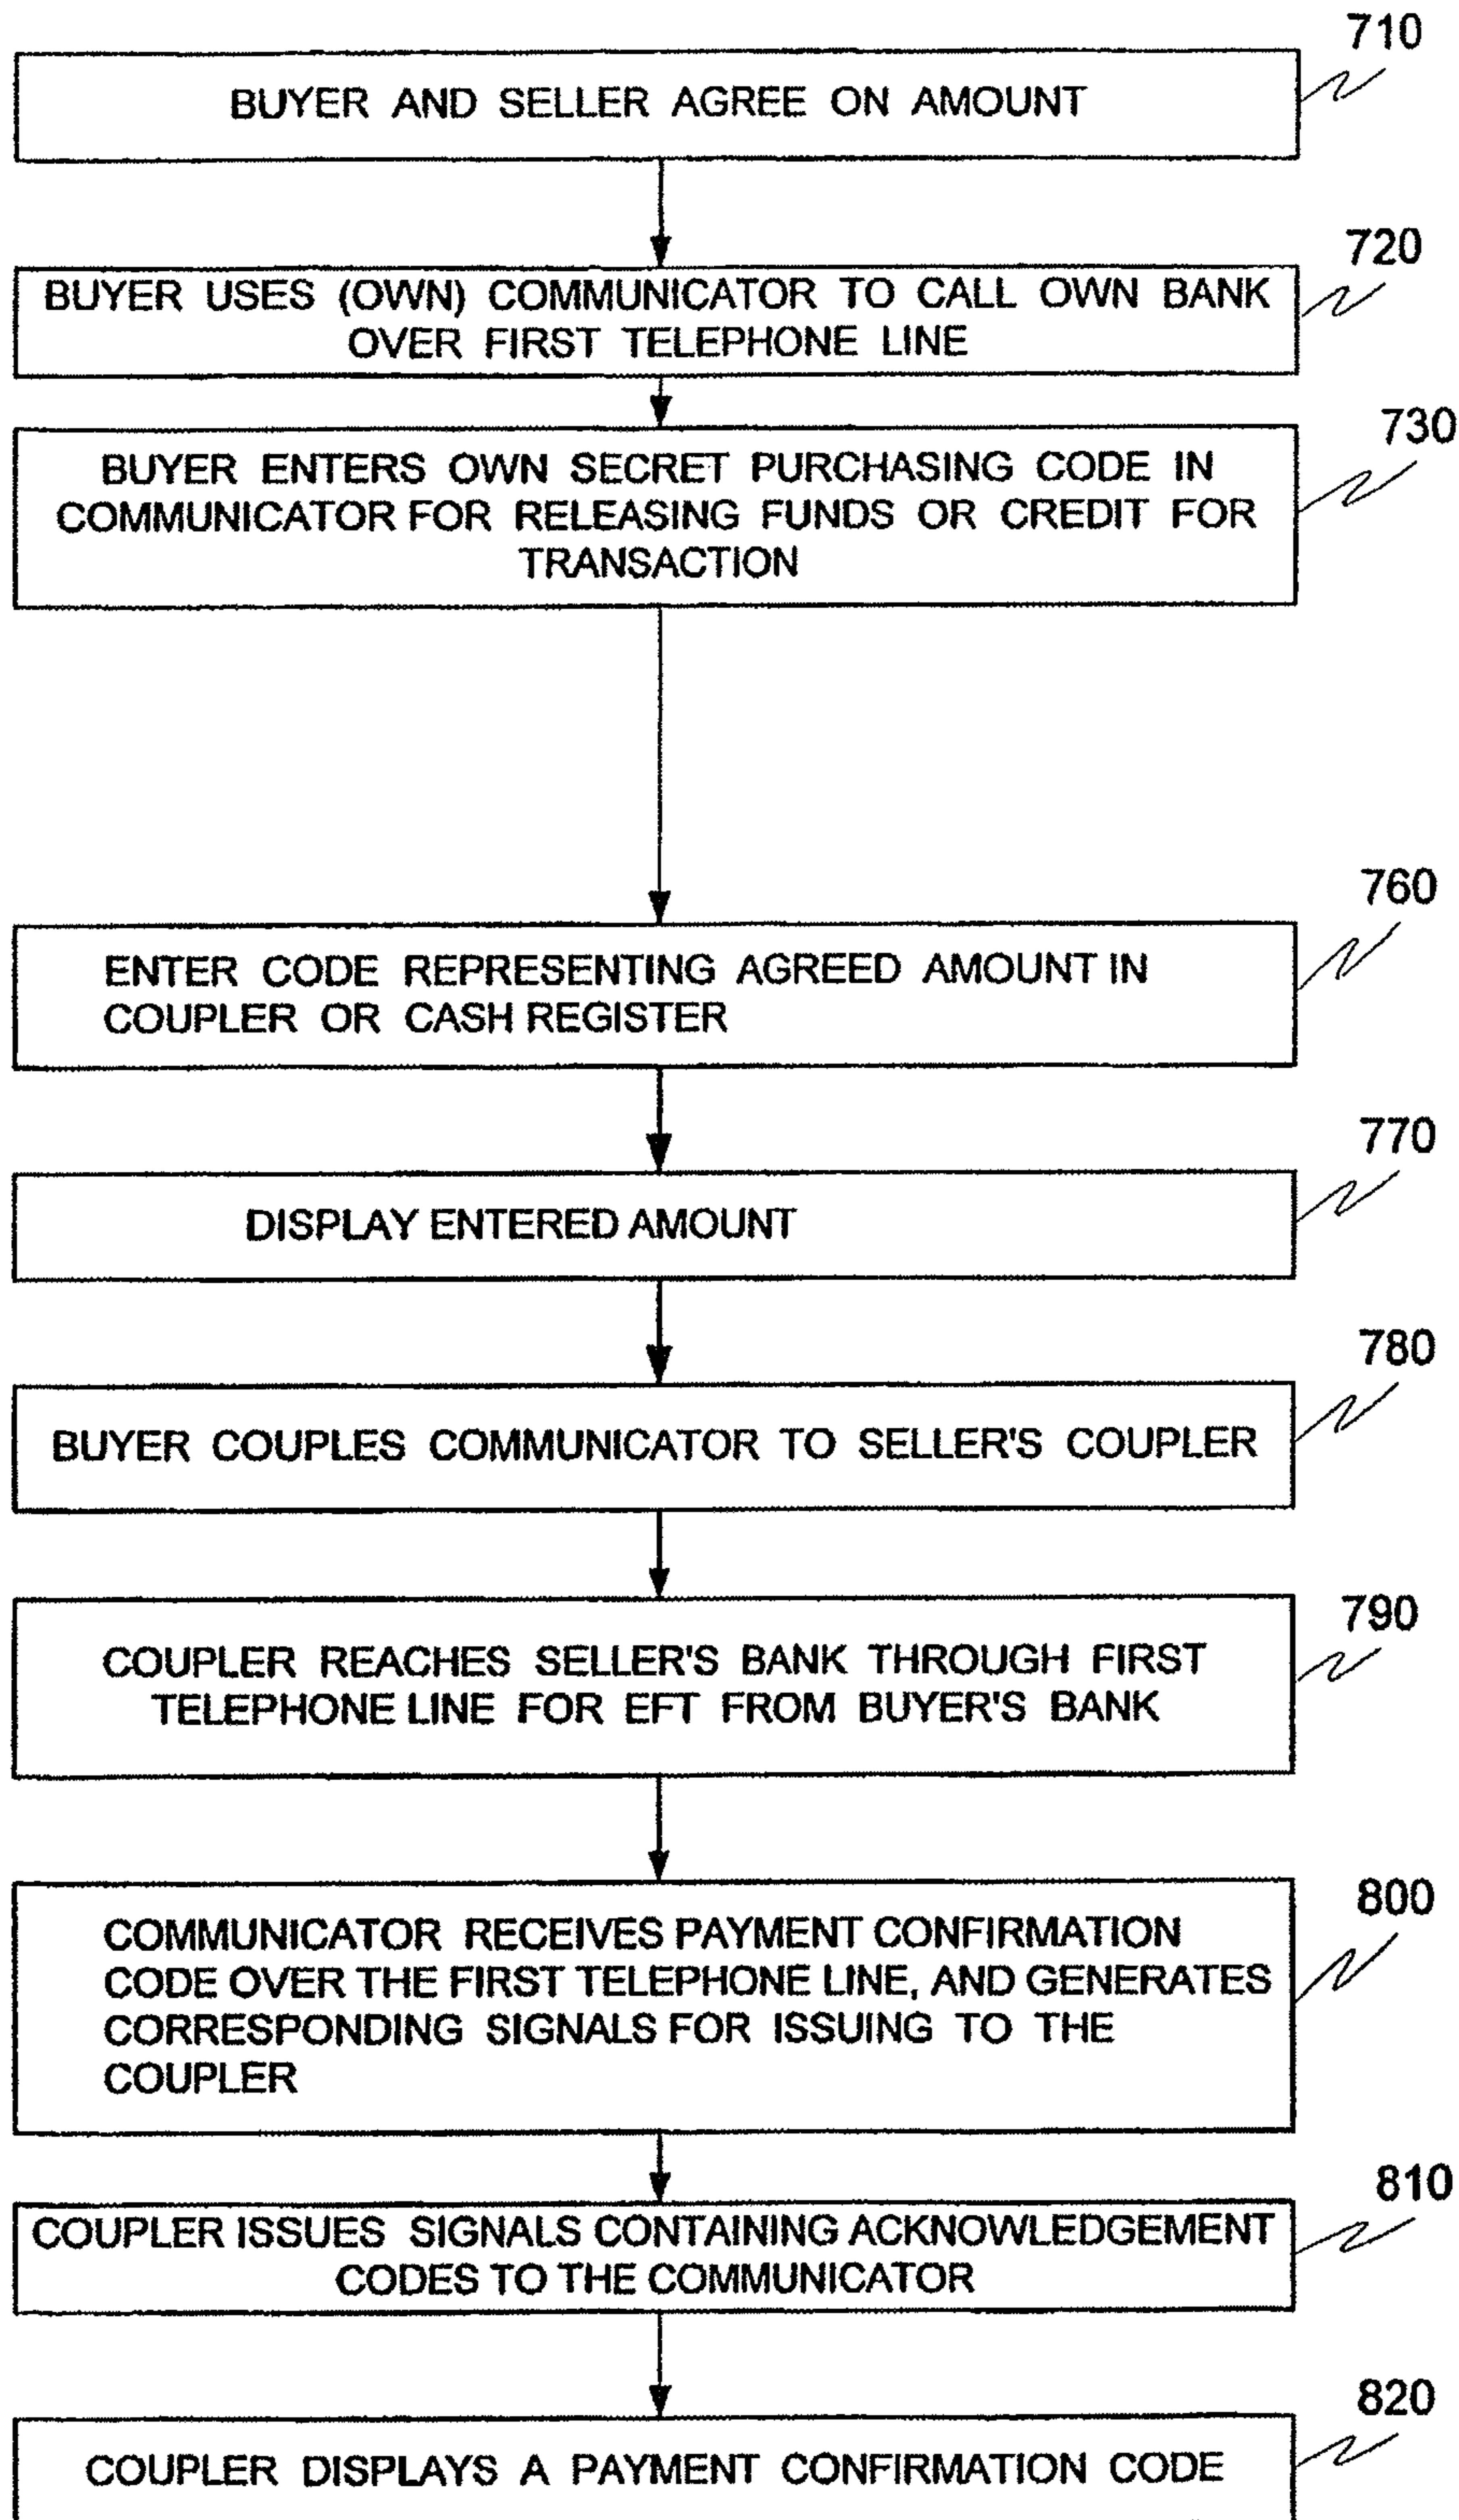 710
BUYER AND SELLER AGREE ON AMOUNT
720
BUYER USES (OWN) COMMUNICATOR TO CALL OWN BANK
OVER FIRST TELEPHONE LINE
730
BUYER ENTERS OWN SECRET PURCHASING CODE IN
COMMUNICATOR FOR RELEASING FUNDS OR CREDIT FOR
TRANSACTION
760
ENTER CODE REPRESENTING AGREED AMOUNT IN
COUPLER OR CASH REGISTER
770
DISPLAY ENTERED AMOUNT
780
BUYER COUPLES COMMUNICATOR TO SELLER'S COUPLER
790
COUPLER REACHES SELLER'S BANK THROUGH FIRST
TELEPHONE LINE FOR EFT FROM BUYER'S BANK
800
COMMUNICATOR RECEIVES PAYMENT CONFIRMATION
CODE OVER THE FIRST TELEPHONE LINE, AND GENERATES
CORRESPONDING SIGNALS FOR ISSUING TO THE
COUPLER
810
COUPLER ISSUES SIGNALS CONTAINING ACKNOWLEDGEMENT
CODES TO THE COMMUNICATOR
820
COUPLER DISPLAYS A PAYMENT CONFIRMATION CODE